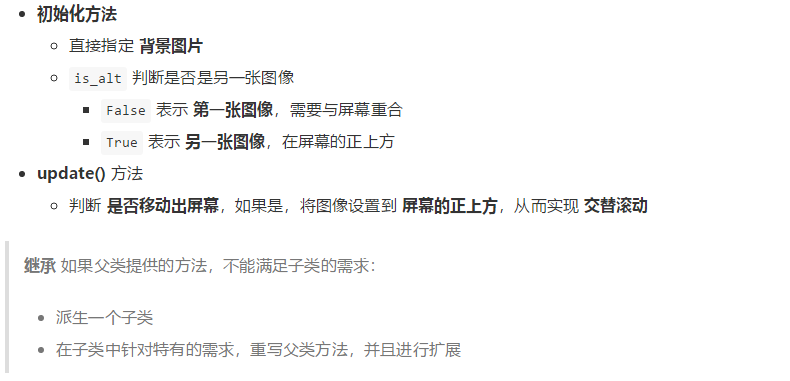 初始化方法
直接指定 背景图片
is_alt 判断是否是另一张图像
False 表示 第一张图像，需要与屏幕重合
True 表示 另一张图像，在屏幕的正上方
update() 方法
判断 是否移动出屏幕，如果是，将图像设置到 屏幕的正上方，从而实现 交替滚动
继承 如果父类提供的方法，不能满足子类的需求：
派生一个子类
在子类中针对特有的需求，重写父类方法，并且进行扩展